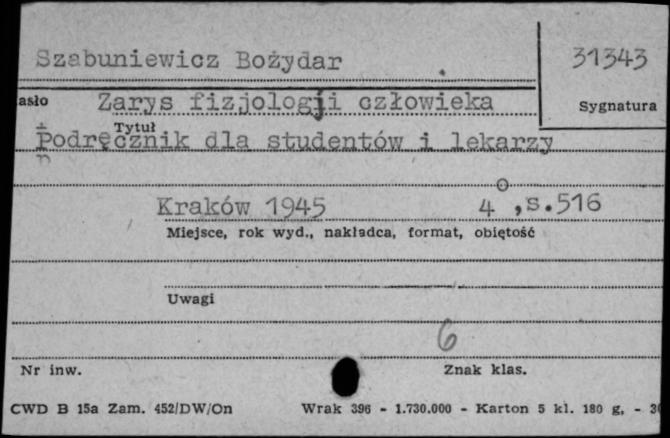 Szabuniewicz Bożydar
31343
asło
Zarys fizjologji człowieka
Sygnatura
Tytuł
Podręcznik dla studentów i lekarzy
Kraków 1945 4°, s.516
Miejsce, rok wyd., nakładca, format, objętość
Uwagi
6
Nr inw.
Znak klas.
CWD B 15a Zam. 452/DW/On Wrak 396 - 1.730.000 - Karton 5 kl. 180 g, - 3